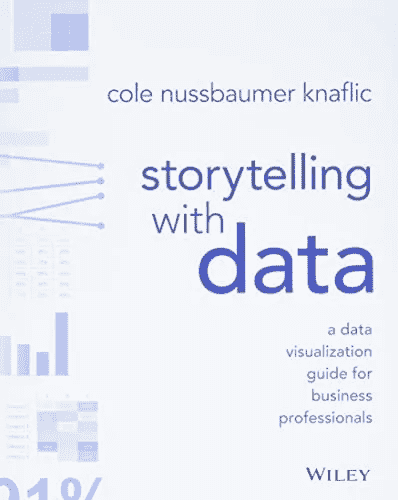 cole nussbaumer knaflic
storytelling
with
data
a data
visualization
guide for
business
professionals
WILEY